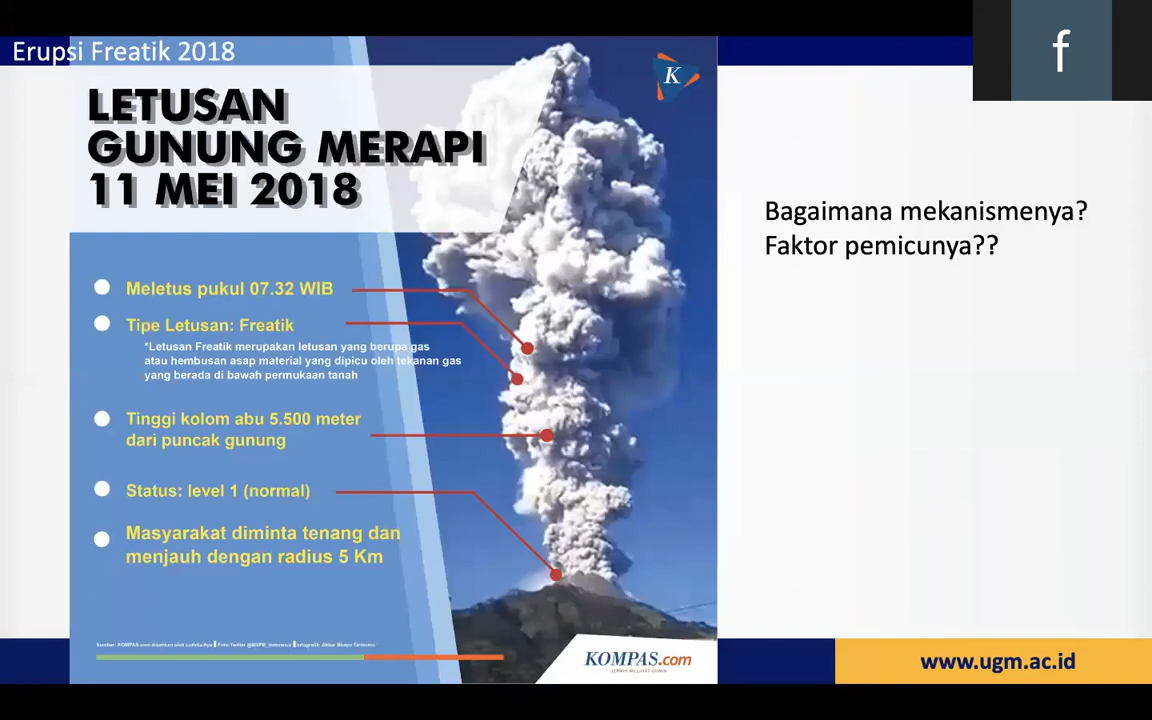 Erupsi Freatik 2018
f
K
LETUSAN
GUNUNG MERAPI
11 MEI 2018
Bagaimana mekanismenya?
Faktor pemicunya??
Meletus pukul 07.32 WIB
Tipe Letusan: Freatik
*Letusan Freatik merupakan letusan yang berupa gas
atau hembusan asap material yang dipicu oleh tekanan gas
yang berada di bawah permukaan tanah
Tinggi kolom abu 5.500 meter
dari puncak gunung
Status: level 1 (normal)
Masyarakat diminta tenang dan
menjauh dengan radius 5 Km
KOMPAS.com
JERNIH MELIHAT DUNIA
www.ugm.ac.id